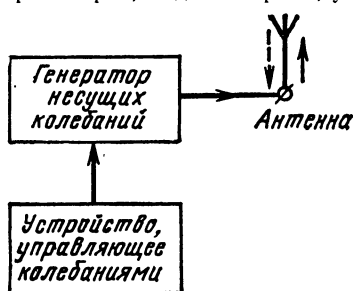 Генератор
несущих
колебаний
Антенна
Устройство,
управляющее
колебаниями